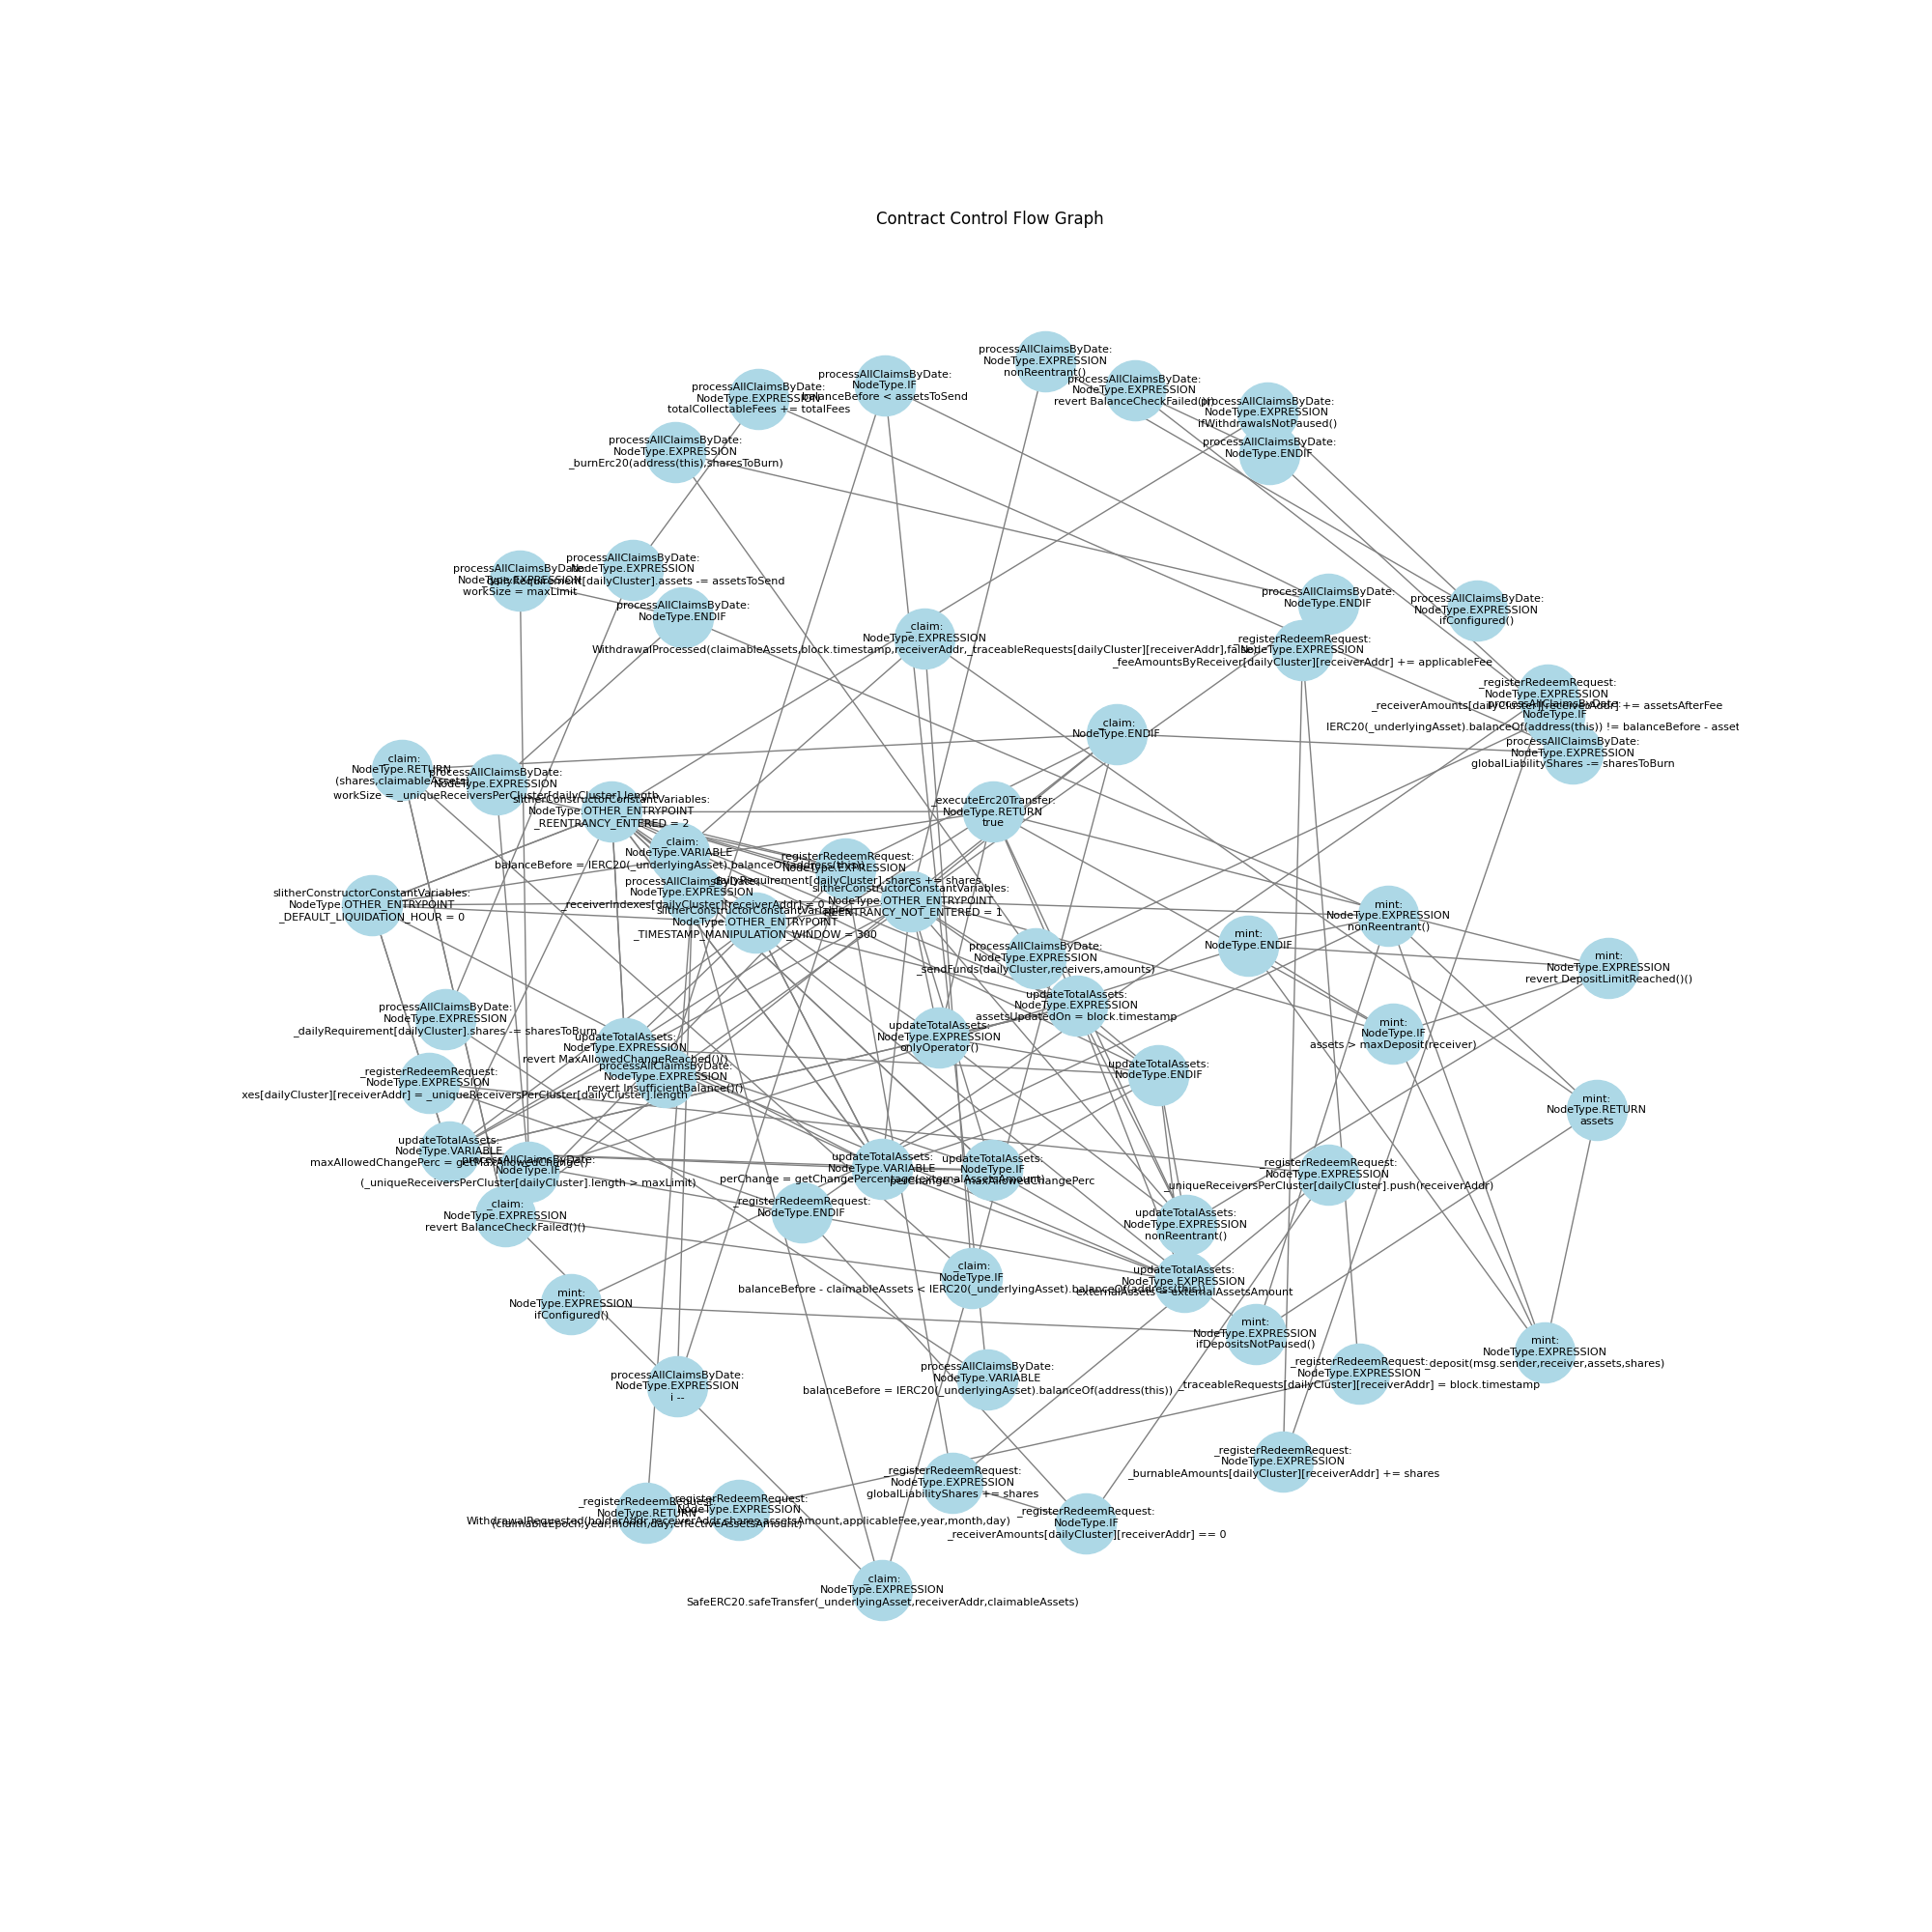 Contract Control Flow Graph
processAllClaimsByDate:
NodeType.EXPRESSION
nonReentrant()
processAllClaimsByDate:
NodeType.IF
balanceBefore < assetsToSend
processAllClaimsByDate:
NodeType.EXPRESSION
totalCollectableFees += totalFees
processAllClaimsByDate:
NodeType.EXPRESSION
revert BalanceCheckFailed()()
processAllClaimsByDate:
NodeType.EXPRESSION
ifWithdrawalsIsNotPaused()
processAllClaimsByDate:
NodeType.ENDIF
processAllClaimsByDate:
NodeType.EXPRESSION
_burnErc20(address(this),sharesToBurn)
processAllClaimsByDate:
NodeType.EXPRESSION
workSize = maxLimit
processAllClaimsByDate:
NodeType.EXPRESSION
_dailyRequirement[dailyCluster].assets -= assetsToSend
processAllClaimsByDate:
NodeType.ENDIF
processAllClaimsByDate:
NodeType.ENDIF
processAllClaimsByDate:
NodeType.EXPRESSION
ifConfigured()
_claim:
NodeType.EXPRESSION
WithdrawalProcessed(claimableAssets,block.timestamp,receiverAddr,_traceableRequests[dailyCluster][receiverAddr],false)
_registerRedeemRequest:
NodeType.EXPRESSION
_feeAmountsByReceiver[dailyCluster][receiverAddr] += applicableFee
_registerRedeemRequest:
NodeType.EXPRESSION
_receiverAmounts[dailyCluster][receiverAddr] += assetsAfterFee
processAllClaimsByDate:
NodeType.IF
IERC20(_underlyingAsset).balanceOf(address(this)) != balanceBefore - asset
processAllClaimsByDate:
NodeType.EXPRESSION
globalLiabilityShares -= sharesToBurn
_claim:
NodeType.ENDIF
_claim:
NodeType.RETURN
(shares,claimableAssets)
processAllClaimsByDate:
NodeType.EXPRESSION
workSize = _uniqueReceiversPerCluster[dailyCluster].length
slitherConstructorConstantVariables:
NodeType.OTHER_ENTRYPOINT
_REENTRANCY_ENTERED = 2
_executeErc20Transfer:
NodeType.RETURN
true
_claim:
NodeType.VARIABLE
balanceBefore = IERC20(_underlyingAsset).balanceOf(address(this))
_registerRedeemRequest:
NodeType.EXPRESSION
_dailyRequirement[dailyCluster].shares += shares
processAllClaimsByDate:
NodeType.EXPRESSION
_receiverIndexes[dailyCluster][receiverAddr] = 0
slitherConstructorConstantVariables:
NodeType.OTHER_ENTRYPOINT
_REENTRANCY_NOT_ENTERED = 1
slitherConstructorConstantVariables:
NodeType.OTHER_ENTRYPOINT
_DEFAULT_LIQUIDATION_HOUR = 0
slitherConstructorConstantVariables:
NodeType.OTHER_ENTRYPOINT
_TIMESTAMP_MANIPULATION_WINDOW = 300
mint:
NodeType.EXPRESSION
nonReentrant()
mint:
NodeType.ENDIF
processAllClaimsByDate:
NodeType.EXPRESSION
_sendFunds(dailyCluster,receivers,amounts)
mint:
NodeType.EXPRESSION
revert DepositLimitReached()()
updateTotalAssets:
NodeType.EXPRESSION
assetsUpdatedOn = block.timestamp
processAllClaimsByDate:
NodeType.EXPRESSION
_dailyRequirement[dailyCluster].shares -= sharesToBurn
updateTotalAssets:
NodeType.EXPRESSION
onlyOperator()
mint:
NodeType.IF
assets > maxDeposit(receiver)
updateTotalAssets:
NodeType.EXPRESSION
revert MaxAllowedChangeReached()()
processAllClaimsByDate:
NodeType.EXPRESSION
revert InsufficientBalance()()
updateTotalAssets:
NodeType.ENDIF
_registerRedeemRequest:
NodeType.EXPRESSION
xes[dailyCluster][receiverAddr] = _uniqueReceiversPerCluster[dailyCluster].length
mint:
NodeType.RETURN
assets
updateTotalAssets:
NodeType.VARIABLE
maxAllowedChangePerc = getMaxAllowedChange()
processAllClaimsByDate:
NodeType.IF
(_uniqueReceiversPerCluster[dailyCluster].length > maxLimit)
updateTotalAssets:
NodeType.VARIABLE
perChange = getChangePercentage(externalAssetsAmount)
updateTotalAssets:
NodeType.IF
perChange > maxAllowedChangePerc
_registerRedeemRequest:
NodeType.EXPRESSION
_uniqueReceiversPerCluster[dailyCluster].push(receiverAddr)
_claim:
NodeType.EXPRESSION
revert BalanceCheckFailed()()
_registerRedeemRequest:
NodeType.ENDIF
updateTotalAssets:
NodeType.EXPRESSION
nonReentrant()
_claim:
NodeType.IF
balanceBefore - claimableAssets < IERC20(_underlyingAsset).balanceOf(address(this))
updateTotalAssets:
NodeType.EXPRESSION
externalAssets = externalAssetsAmount
mint:
NodeType.EXPRESSION
ifConfigured()
mint:
NodeType.EXPRESSION
ifDepositsNotPaused()
mint:
NodeType.EXPRESSION
_deposit(msg.sender,receiver,assets,shares)
_registerRedeemRequest:
NodeType.EXPRESSION
_traceableRequests[dailyCluster][receiverAddr] = block.timestamp
processAllClaimsByDate:
NodeType.VARIABLE
balanceBefore = IERC20(_underlyingAsset).balanceOf(address(this))
processAllClaimsByDate:
NodeType.EXPRESSION
i --
_registerRedeemRequest:
NodeType.EXPRESSION
_burnableAmounts[dailyCluster][receiverAddr] += shares
_registerRedeemRequest:
NodeType.EXPRESSION
globalLiabilityShares += shares
_registerRedeemRequest:
NodeType.RETURN
(claimableEpoch,year,month,day,effectiveAssetsAmount)
_registerRedeemRequest:
NodeType.EXPRESSION
WithdrawalRequested(holderAddr,receiverAddr,shares,assetsAmount,applicableFee,year,month,day)
_registerRedeemRequest:
NodeType.IF
_receiverAmounts[dailyCluster][receiverAddr] == 0
_claim:
NodeType.EXPRESSION
SafeERC20.safeTransfer(_underlyingAsset,receiverAddr,claimableAssets)